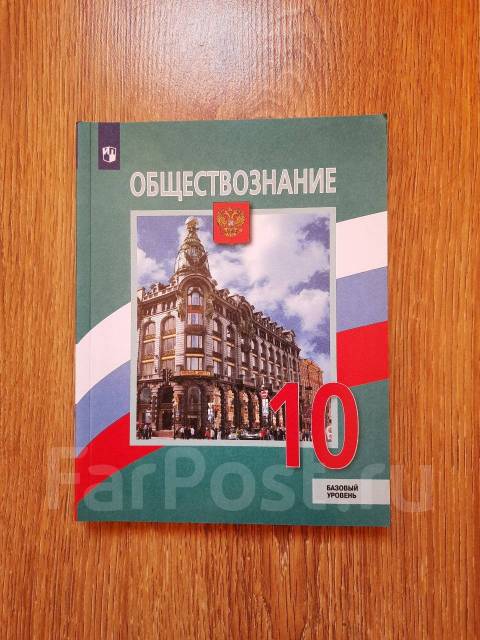 ОБЩЕСТВОЗНАНИЕ
10
БАЗОВЫЙ
УРОВЕНЬ
FarPost.ru